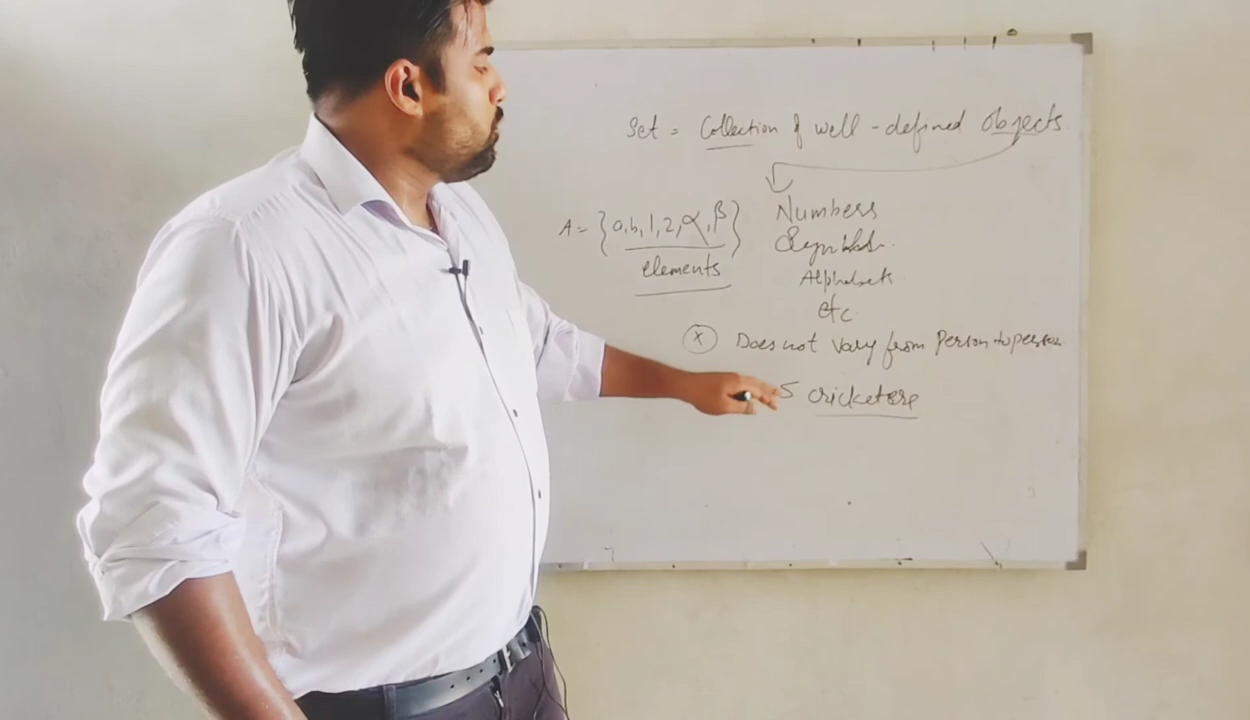 Set = Collection of well-defined objects
A = {a, b, 1, 2, α, β}
elements
Numbers
Symbols.
Alphabets
etc.
(x) Does not vary from Person to person
5 cricketers